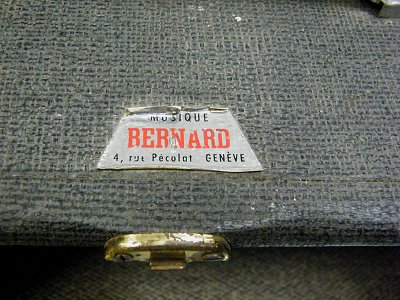 MUSIQUE
BERNARD
4, rue Pécolat GENÈVE